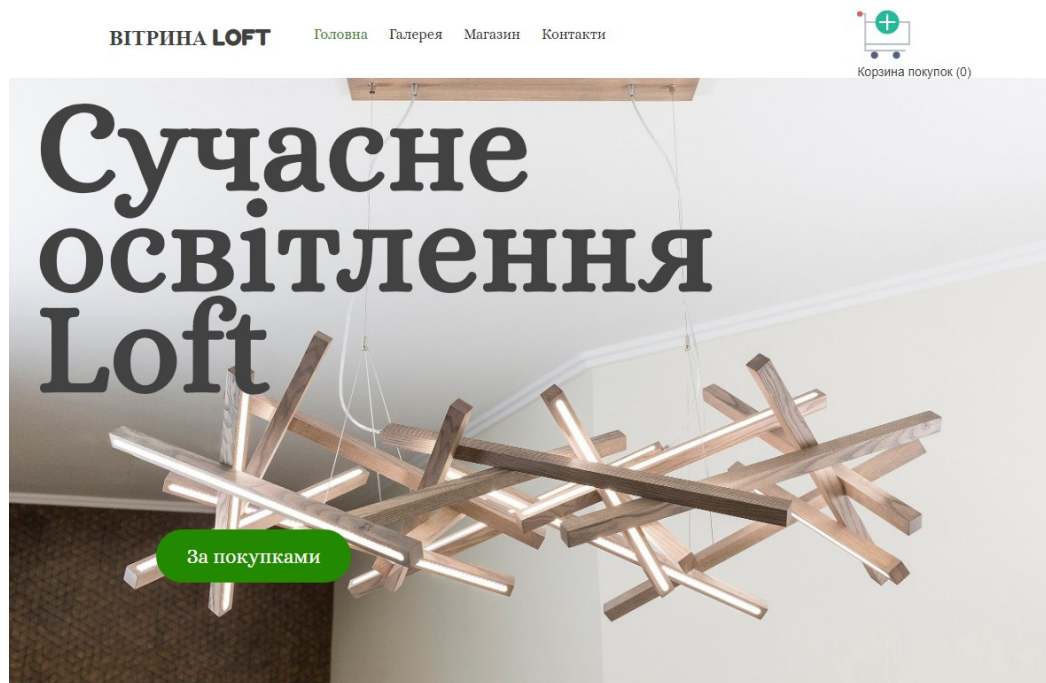 ВІТРИНА LOFT
Головна Галерея Магазин Контакти
Корзина покупок (0)
Сучасне
освітлення
Loft
За покупками